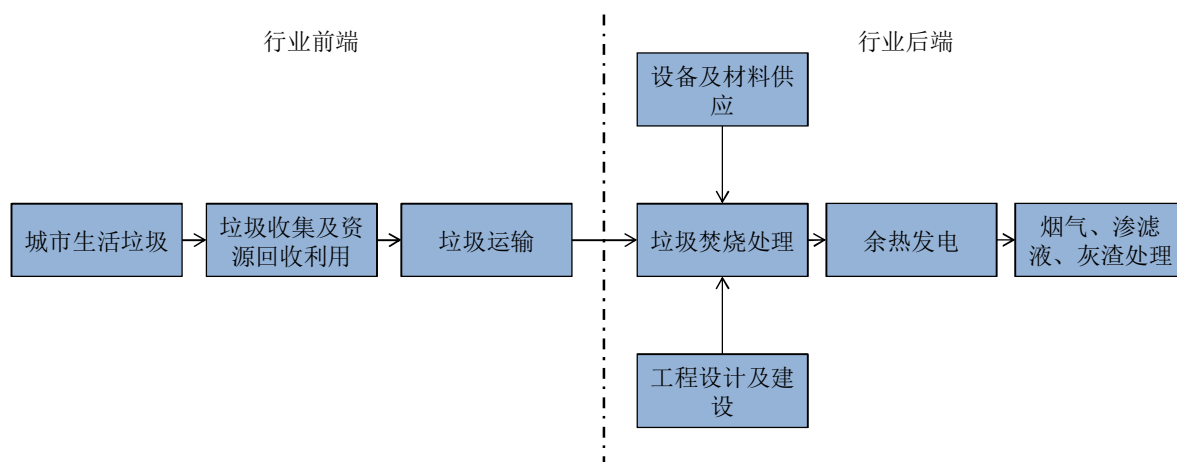 行业前端
行业后端
设备及材料供
应
城市生活垃圾
垃圾收集及资
源回收利用
垃圾运输
垃圾焚烧处理
余热发电
烟气、渗滤
液、灰渣处理
工程设计及建
设